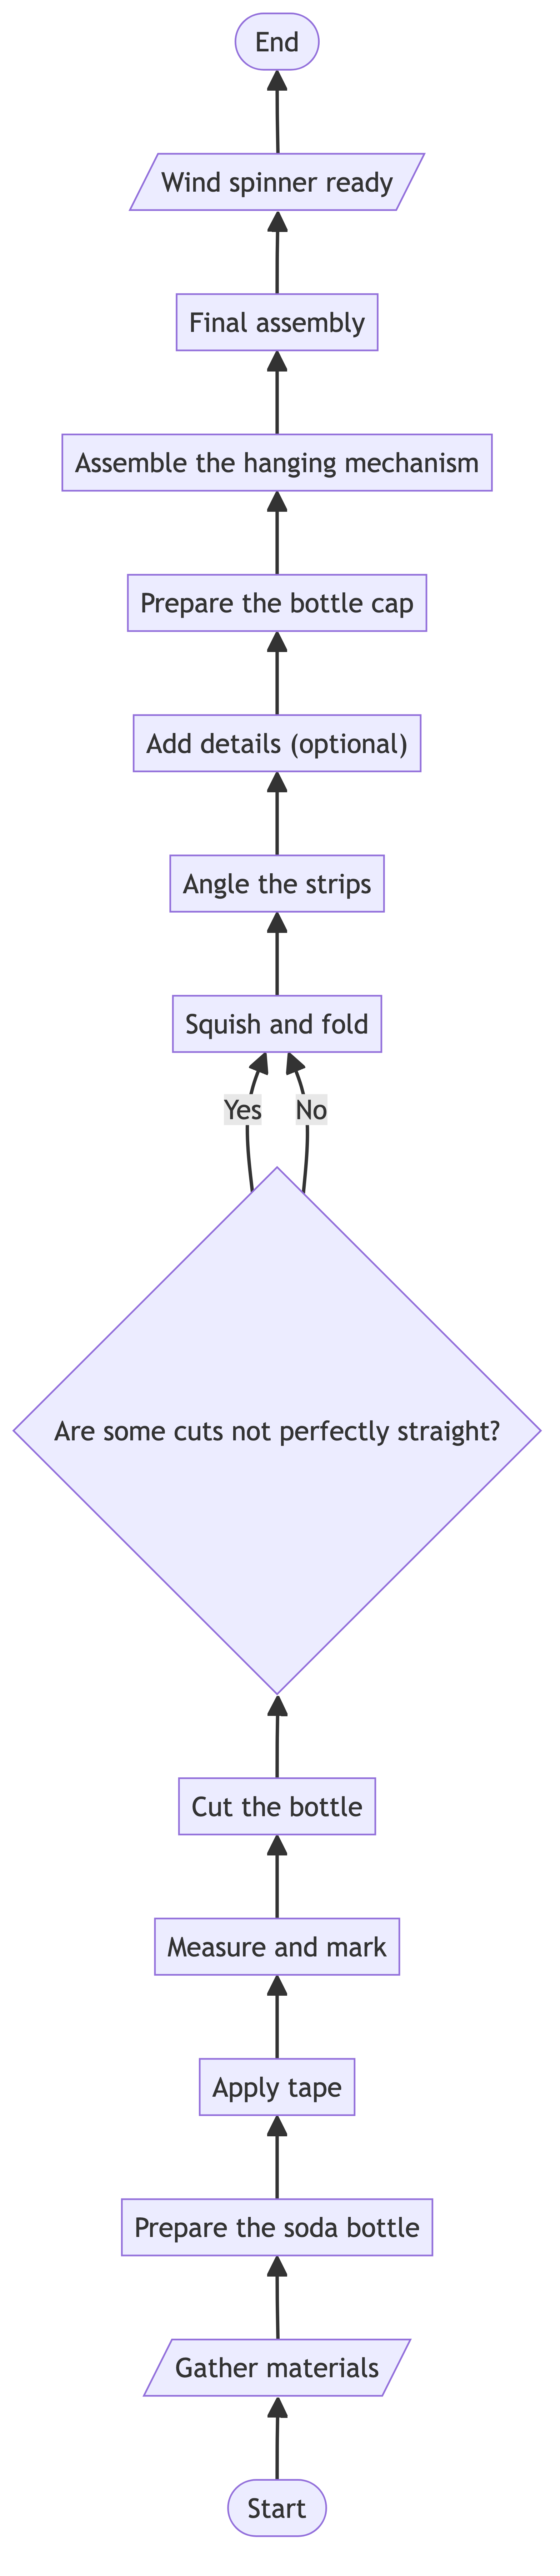 End
Wind spinner ready
Final assembly
Assemble the hanging mechanism
Prepare the bottle cap
Add details (optional)
Angle the strips
Squish and fold
Yes
No
Are some cuts not perfectly straight?
Cut the bottle
Measure and mark
Apply tape
Prepare the soda bottle
Gather materials
Start